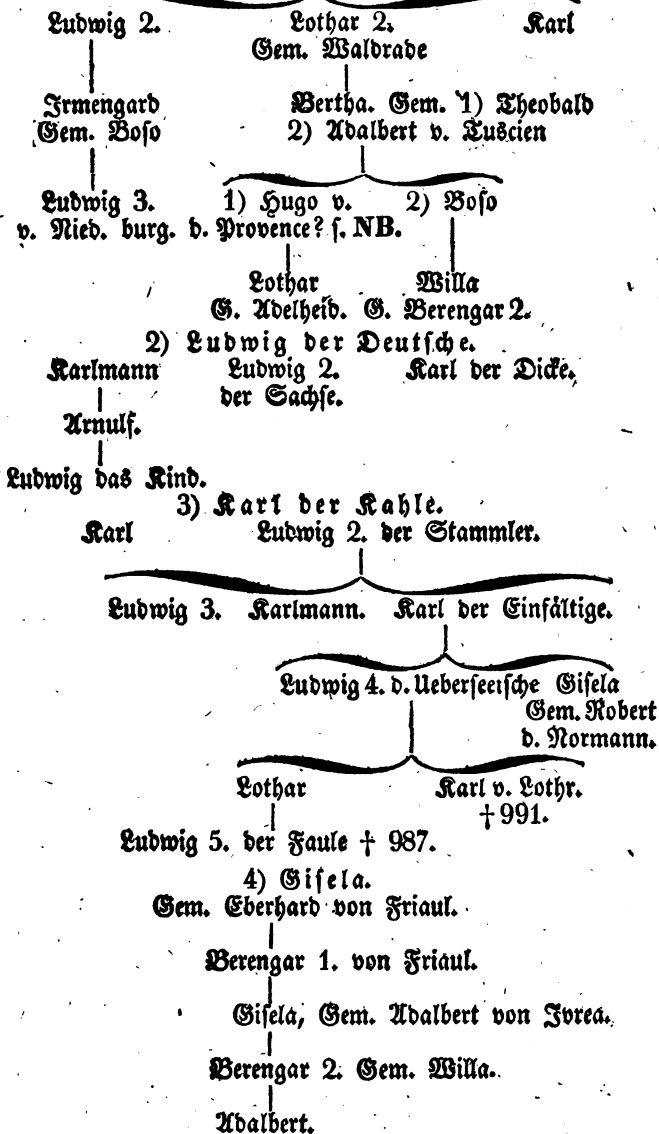 Ludwig 2. Lothar 2. Karl
Gem. Waldrade
Irmengard Bertha. Gem. 1) Theobald
Gem. Boso 2) Adalbert v. Tuscien
Ludwig 3. 1) Hugo v. 2) Boso
v. Nied. burg. d. Provence? s. NB.
Lothar Willa
G. Adelheid. G. Berengar 2.
2) Ludwig der Deutsche.
Karlmann Ludwig 2. Karl der Dicke.
der Sachse.
Arnulf.
Ludwig das Kind.
3) Karl der Kahle.
Karl Ludwig 2. der Stammler.
Ludwig 3. Karlmann. Karl der Einfältige.
Ludwig 4. d. Ueberseeische Gisela
Gem. Robert
d. Normann.
Lothar Karl v. Lothr.
† 991.
Ludwig 5. der Faule † 987.
4) Gisela.
Gem. Eberhard von Friaul.
Berengar 1. von Friaul.
Gisela, Gem. Adalbert von Ivrea.
Berengar 2. Gem. Willa.
Adalbert.